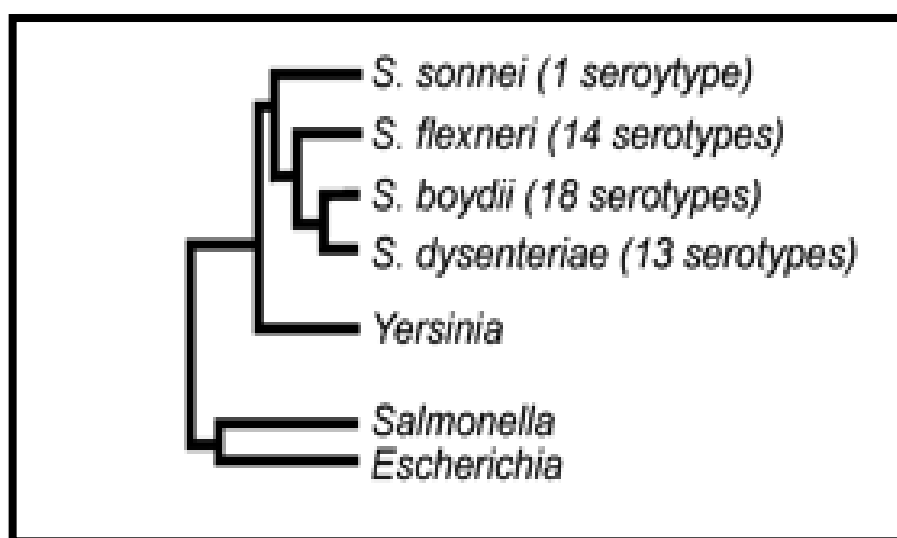 S. sonnei (1 seroytype)
S. flexneri (14 serotypes)
S. boydii (18 serotypes)
S. dysenteriae (13 serotypes)
Yersinia
Salmonella
Escherichia